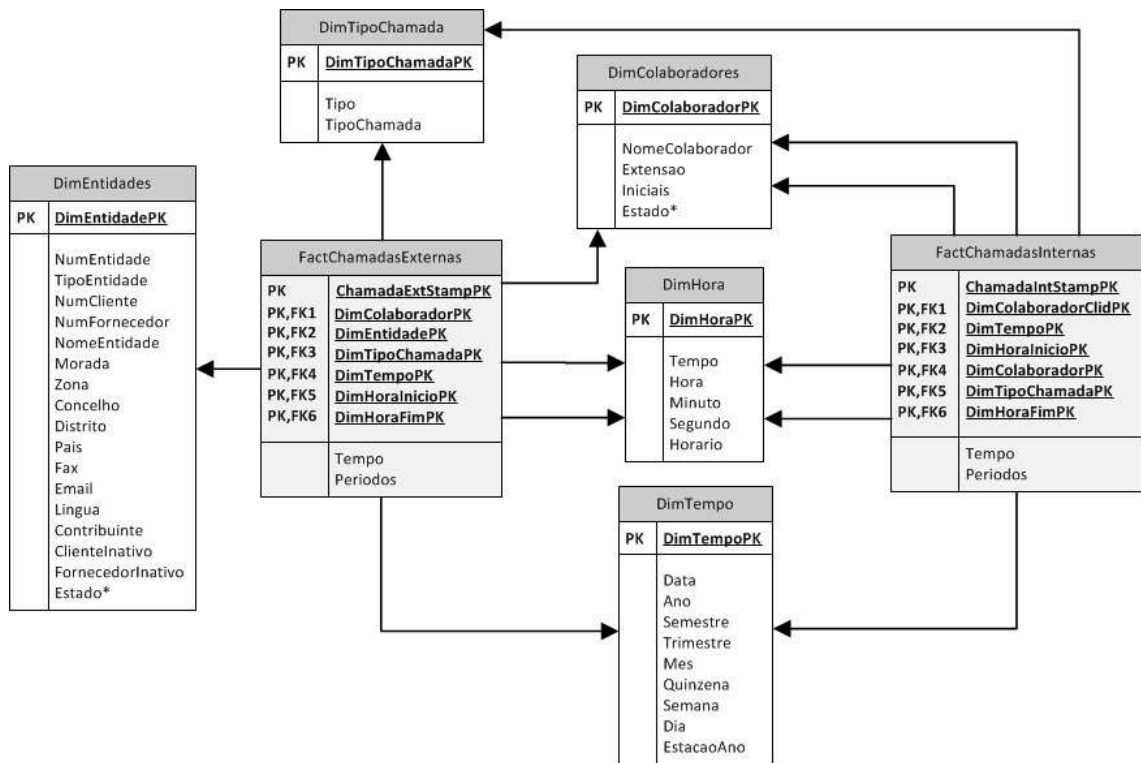 DimTipoChamada
PK DimTipoChamadaPK
Tipo
TipoChamada
DimColaboradores
PK DimColaboradorPK
NomeColaborador
Extensao
Iniciais
Estado*
DimEntidades
PK DimEntidadePK
NumEntidade
TipoEntidade
NumCliente
NumFornecedor
NomeEntidade
Morada
Zona
Concelho
Distrito
Pais
Fax
Email
Lingua
Contribuinte
ClienteInativo
FornecedorInativo
Estado*
FactChamadasExternas
PK ChamadaExtStampPK
PK,FK1 DimColaboradorPK
PK,FK2 DimEntidadePK
PK,FK3 DimTipoChamadaPK
PK,FK4 DimTempoPK
PK,FK5 DimHoraInicioPK
PK,FK6 DimHoraFimPK
Tempo
Periodos
DimHora
PK DimHoraPK
Tempo
Hora
Minuto
Segundo
Horario
FactChamadasInternas
PK ChamadaIntStampPK
PK,FK1 DimColaboradorClidPK
PK,FK2 DimTempoPK
PK,FK3 DimHoraInicioPK
PK,FK4 DimColaboradorPK
PK,FK5 DimTipoChamadaPK
PK,FK6 DimHoraFimPK
Tempo
Periodos
DimTempo
PK DimTempoPK
Data
Ano
Semestre
Trimestre
Mes
Quinzena
Semana
Dia
EstacaoAno